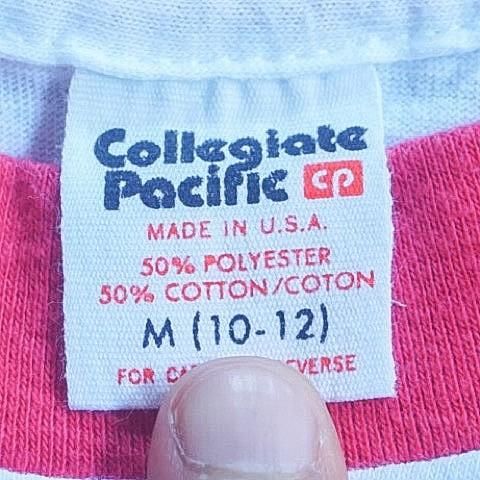 Collegiate
Pacific cp
MADE IN U.S.A.
50% POLYESTER
50% COTTON/COTON
M (10-12)
FOR